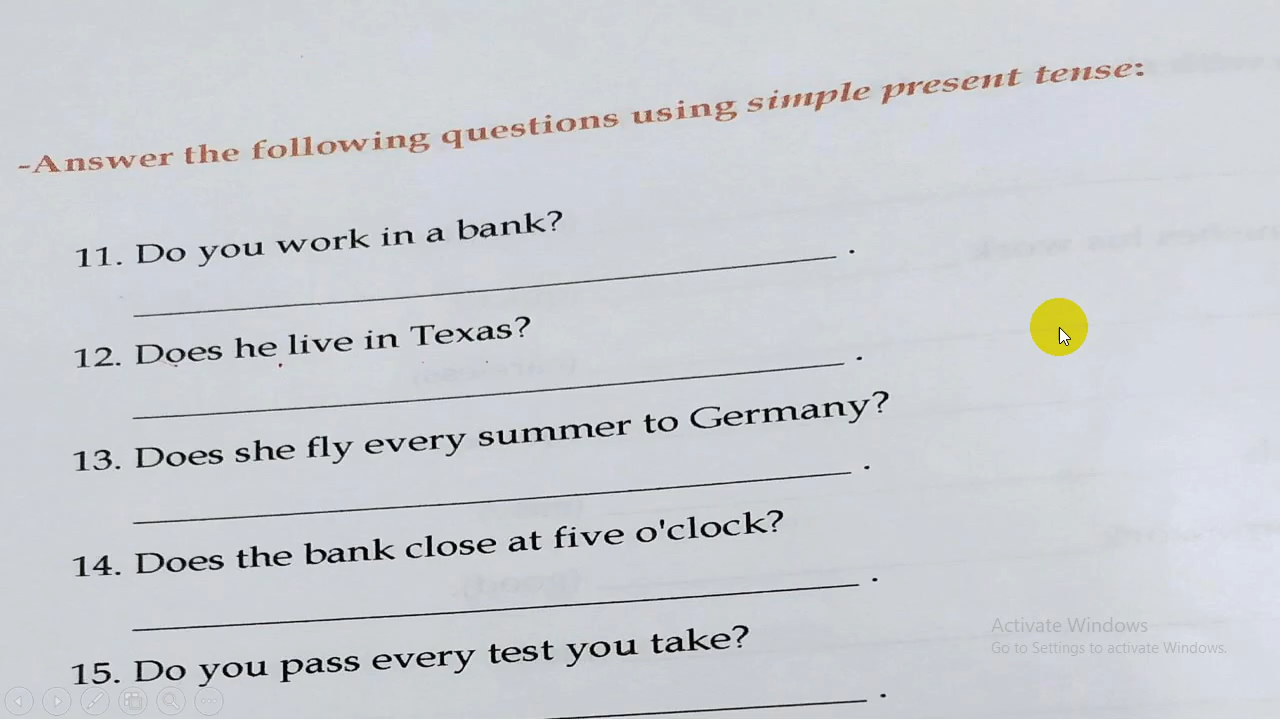 -Answer the following questions using simple present tense:
11. Do you work in a bank?
.
12. Does he live in Texas?
.
13. Does she fly every summer to Germany?
.
14. Does the bank close at five o'clock?
.
15. Do you pass every test you take?
.
Activate Windows
Go to Settings to activate Windows.